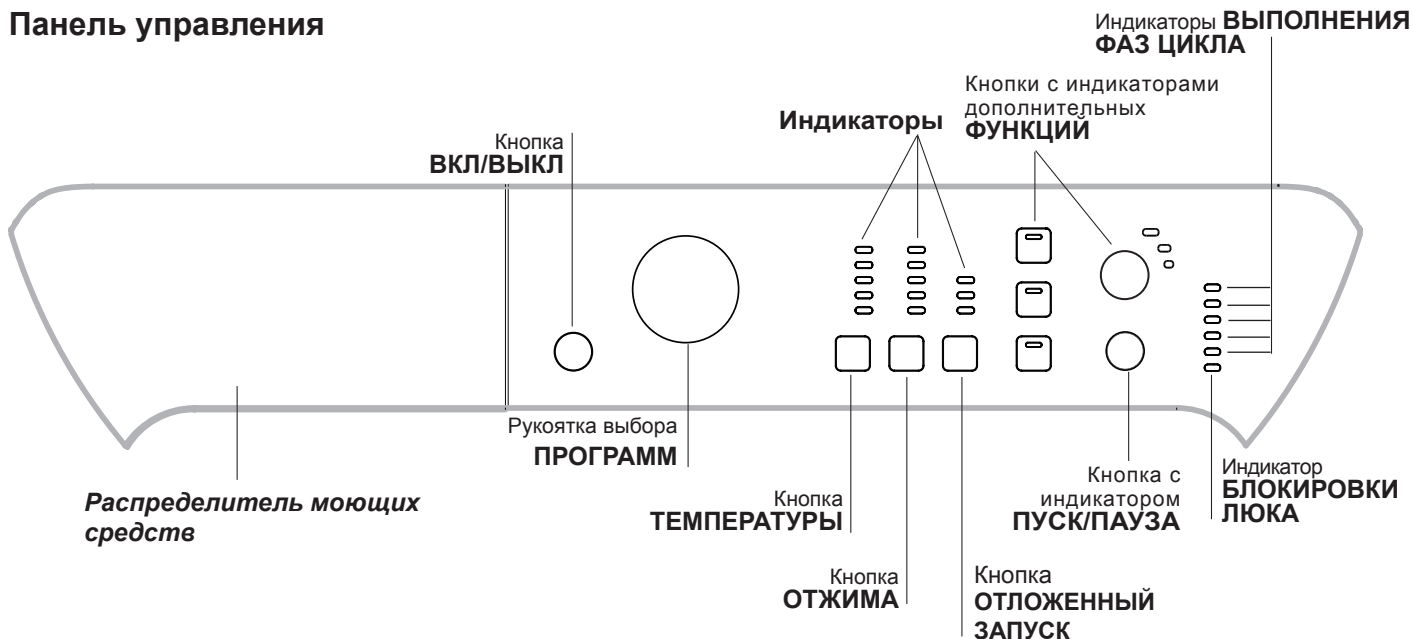 Панель управления
Индикаторы ВЫПОЛНЕНИЯ
ФАЗ ЦИКЛА
Кнопки с индикаторами
дополнительных
ФУНКЦИЙ
Индикаторы
Кнопка
ВКЛ/ВЫКЛ
Рукоятка выбора
ПРОГРАММ
Распределитель моющих
средств
Кнопка
ТЕМПЕРАТУРЫ
Кнопка с
индикатором
ПУСК/ПАУЗА
Индикатор
БЛОКИРОВКИ
ЛЮКА
Кнопка
ОТЖИМА
Кнопка
ОТЛОЖЕННЫЙ
ЗАПУСК